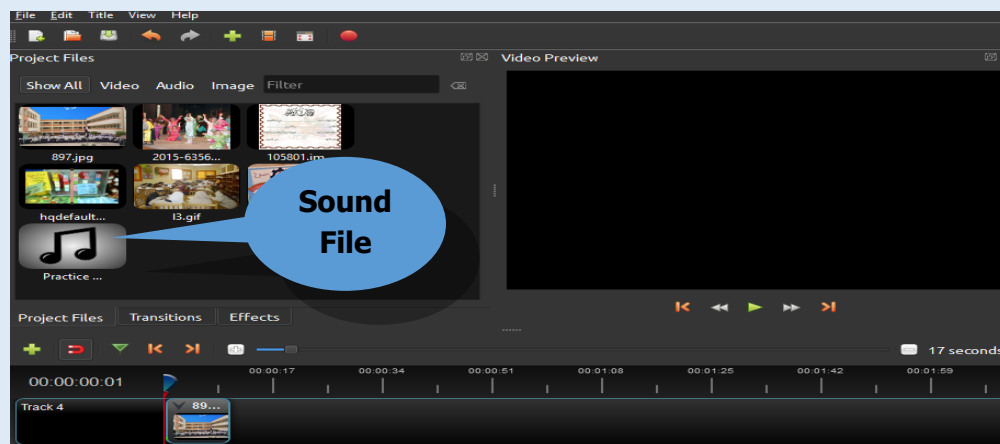 File Edit Title View Help
Project Files
Video Preview
Show All Video Audio Image Filter
897.jpg 2015-6356... 105801.im
hqdefault... I3.gif
Sound
File
Practice ...
Project Files Transitions Effects
17 seconds
00:00:00:01
00:00:17 00:00:34 00:00:51 00:01:08 00:01:25 00:01:42 00:01:59
Track 4
89...